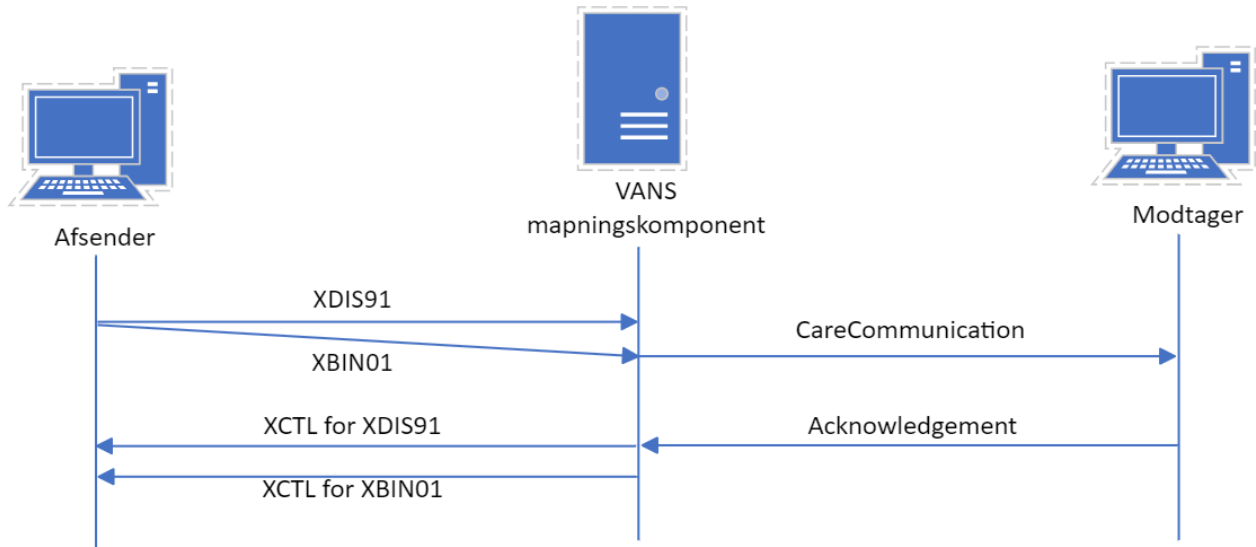 VANS
mapningskomponent
Afsender
Modtager
XDIS91
XBIN01
CareCommunication
XCTL for XDIS91
Acknowledgement
XCTL for XBIN01